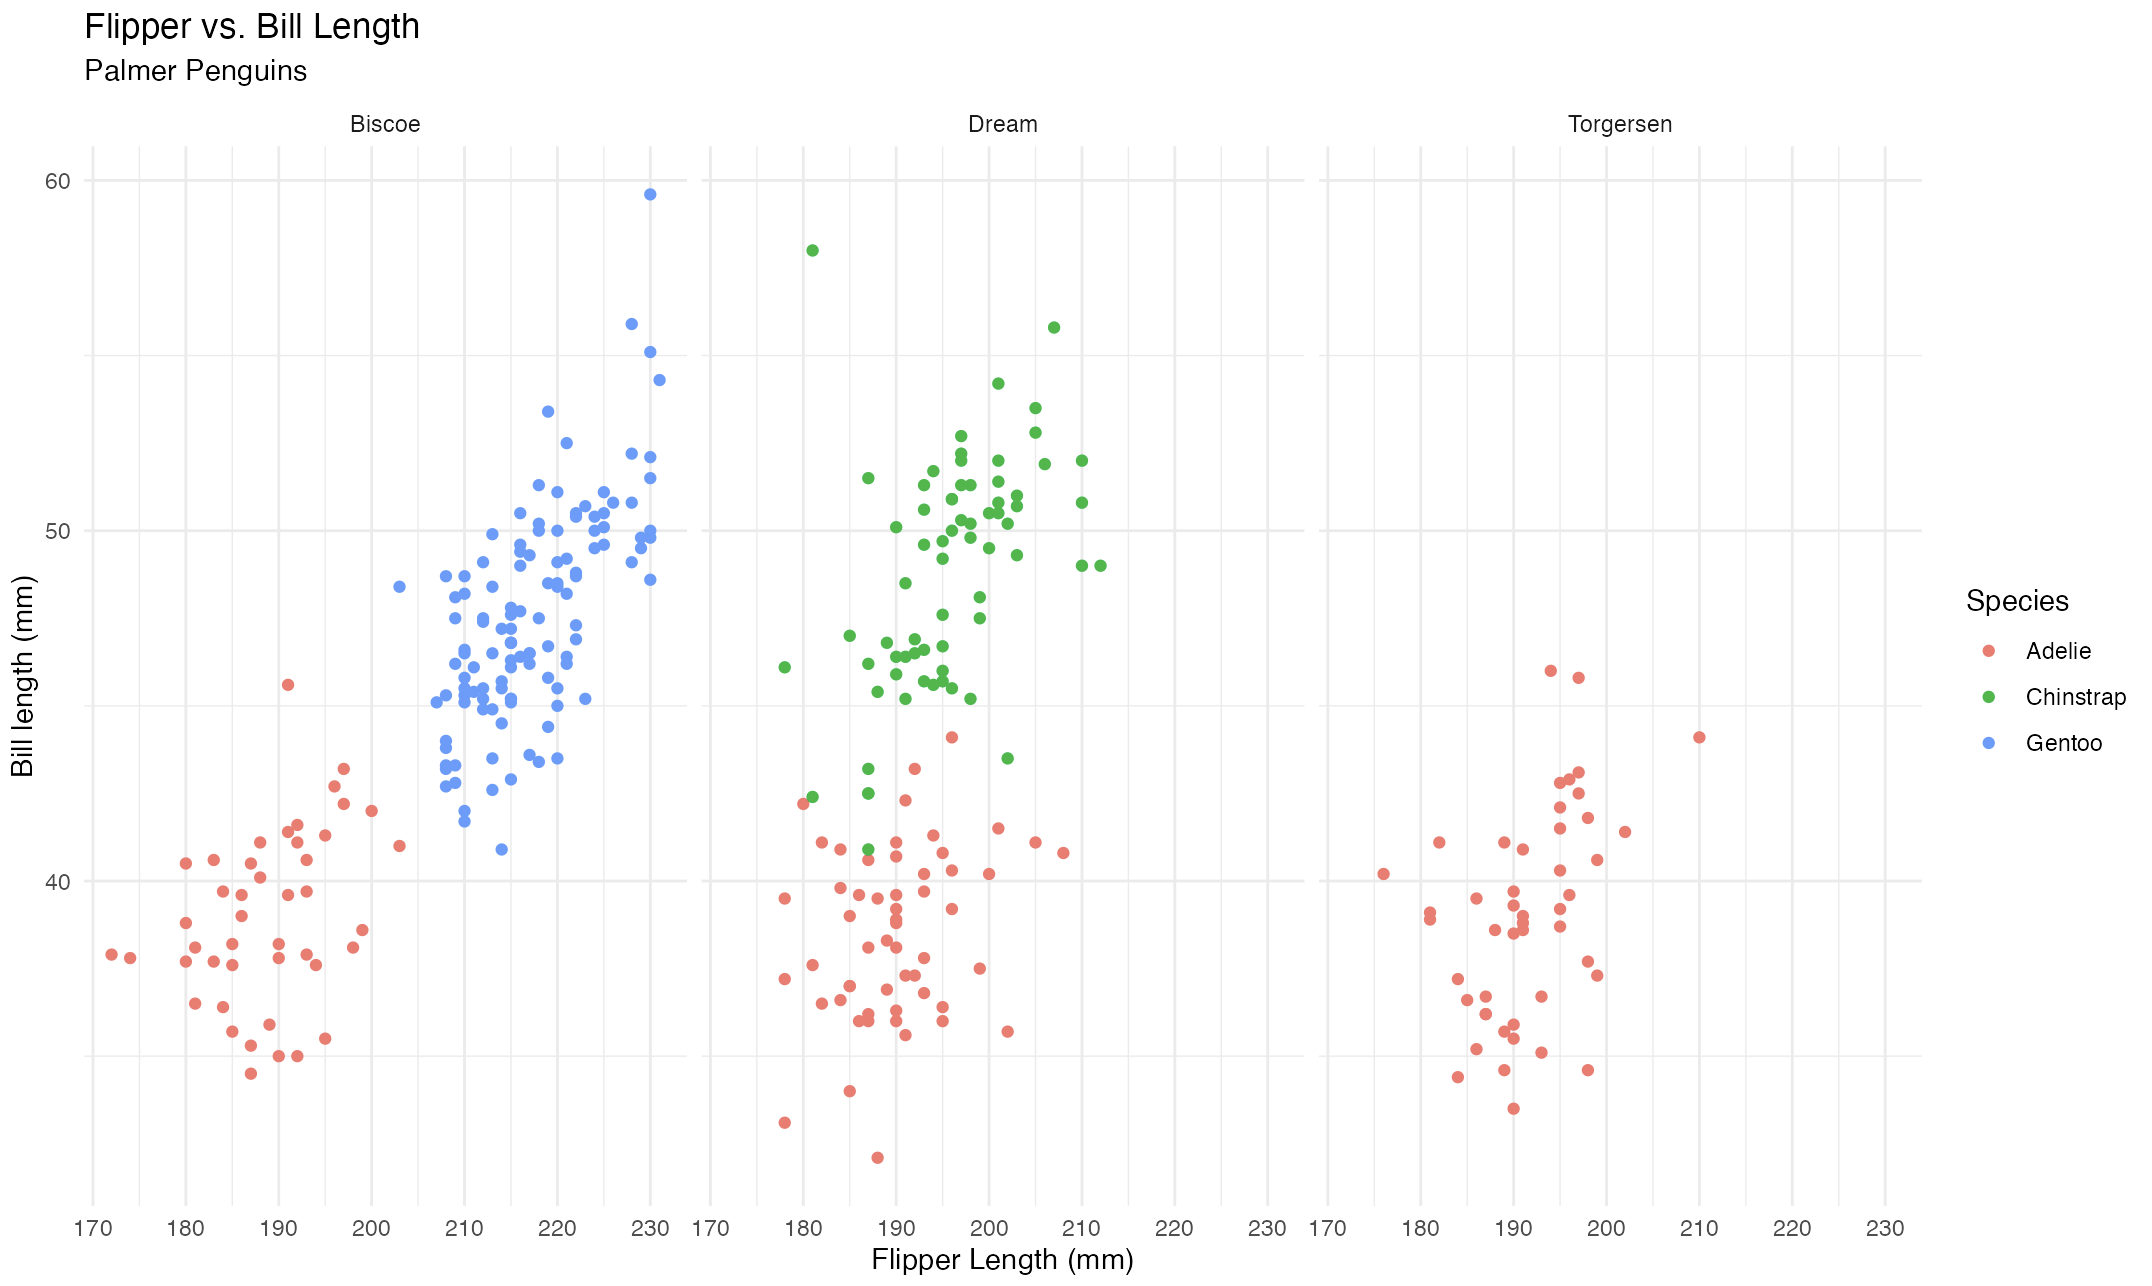 Flipper vs. Bill Length
Palmer Penguins
Biscoe Dream Torgersen
60
50
40
Bill length (mm)
170 180 190 200 210 220 230 170 180 190 200 210 220 230 170 180 190 200 210 220 230
Flipper Length (mm)
Species
Adelie
Chinstrap
Gentoo